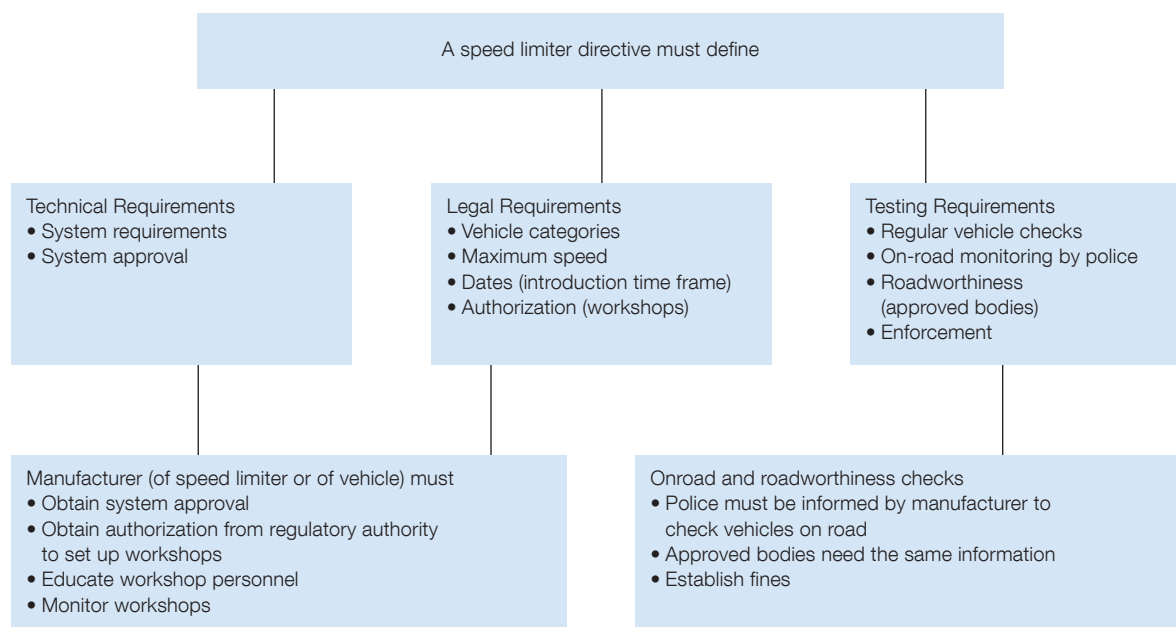 A speed limiter directive must define
Technical Requirements
• System requirements
• System approval
Legal Requirements
• Vehicle categories
• Maximum speed
• Dates (introduction time frame)
• Authorization (workshops)
Testing Requirements
• Regular vehicle checks
• On-road monitoring by police
• Roadworthiness
(approved bodies)
• Enforcement
Manufacturer (of speed limiter or of vehicle) must
• Obtain system approval
• Obtain authorization from regulatory authority
to set up workshops
• Educate workshop personnel
• Monitor workshops
Onroad and roadworthiness checks
• Police must be informed by manufacturer to
check vehicles on road
• Approved bodies need the same information
• Establish fines